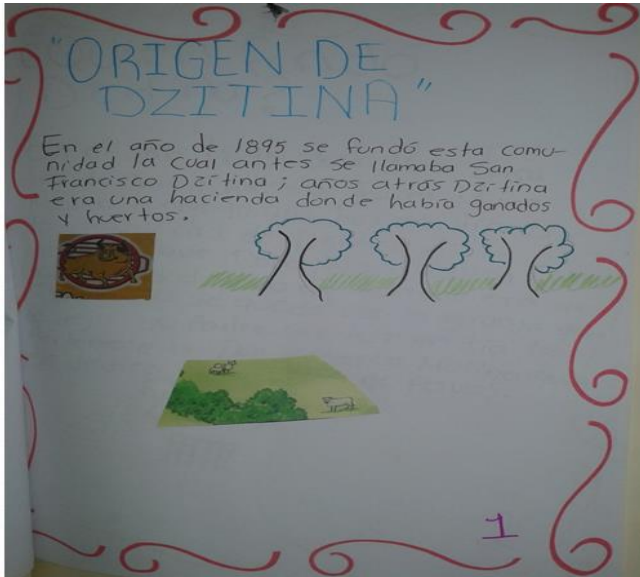 "ORIGEN DE
DZITINA"
En el año de 1895 se fundó esta comu-
nidad la cual antes se llamaba San
Francisco Dzitina; años atrás Dzitina
era una hacienda donde había ganados
y huertos.
1